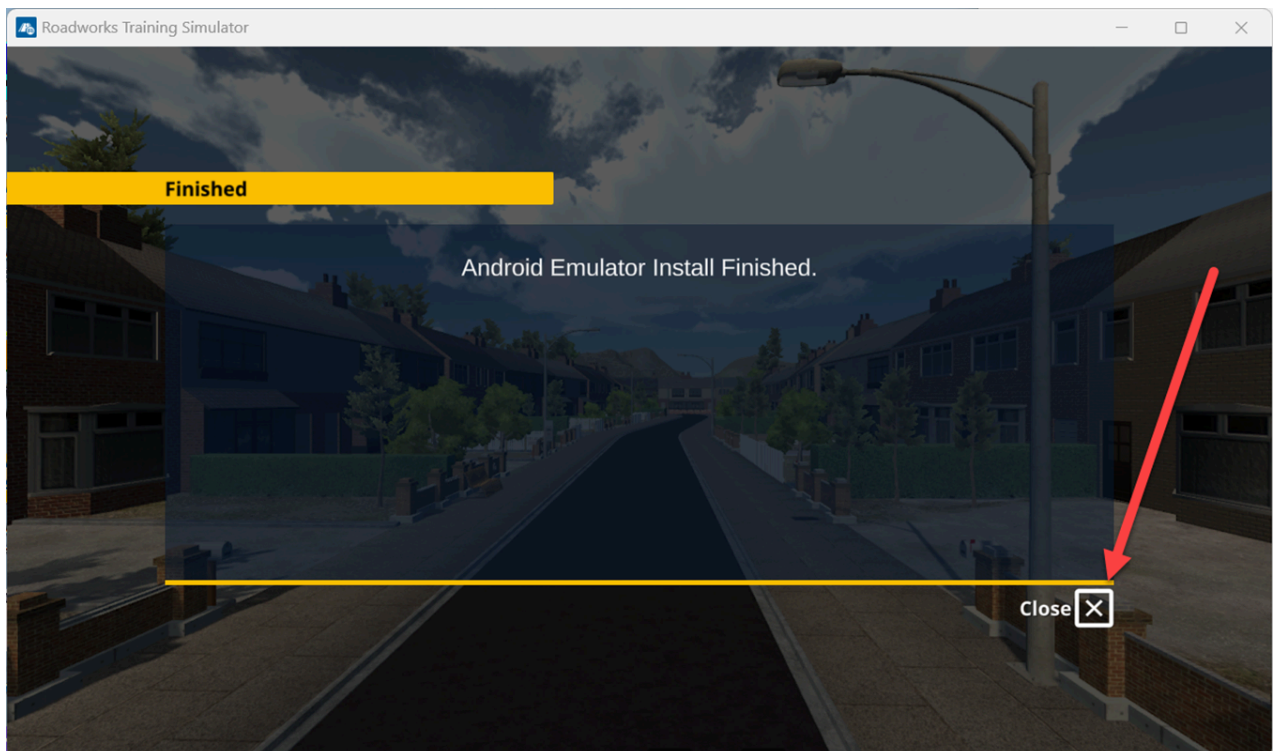 Roadworks Training Simulator
Finished
Android Emulator Install Finished.
Close